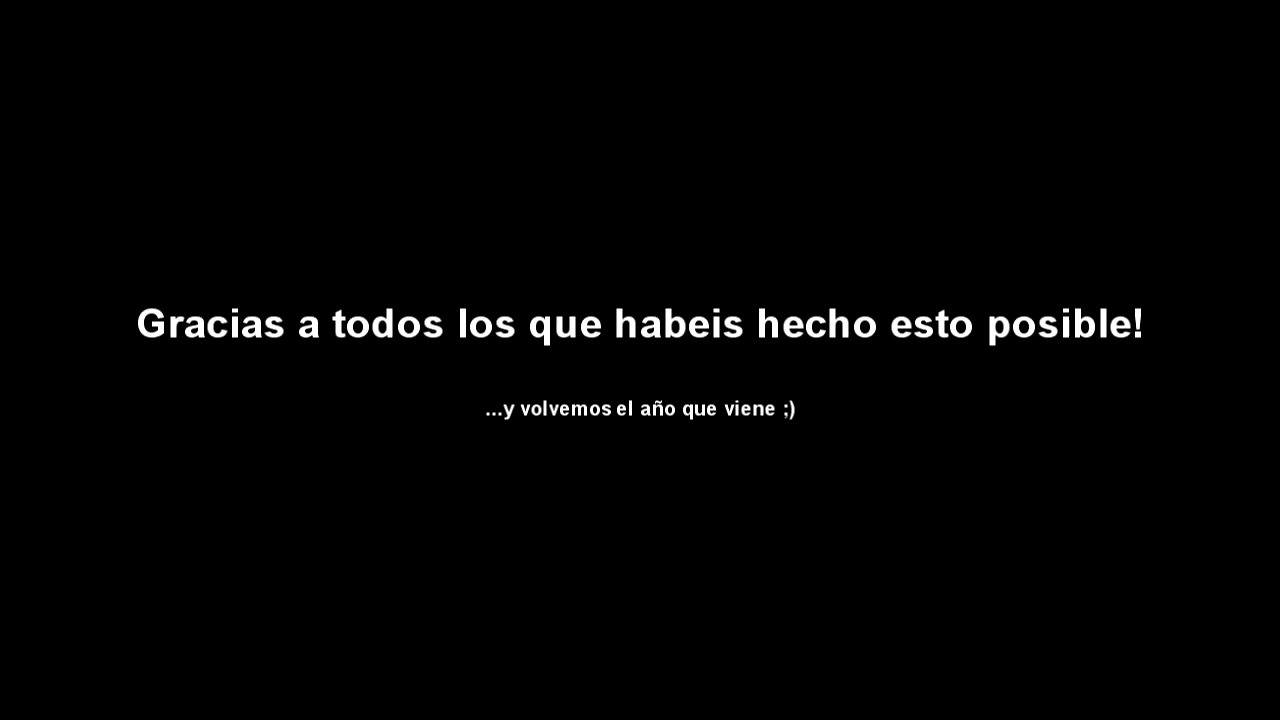 Gracias a todos los que habeis hecho esto posible!
...y volvemos el año que viene ;)